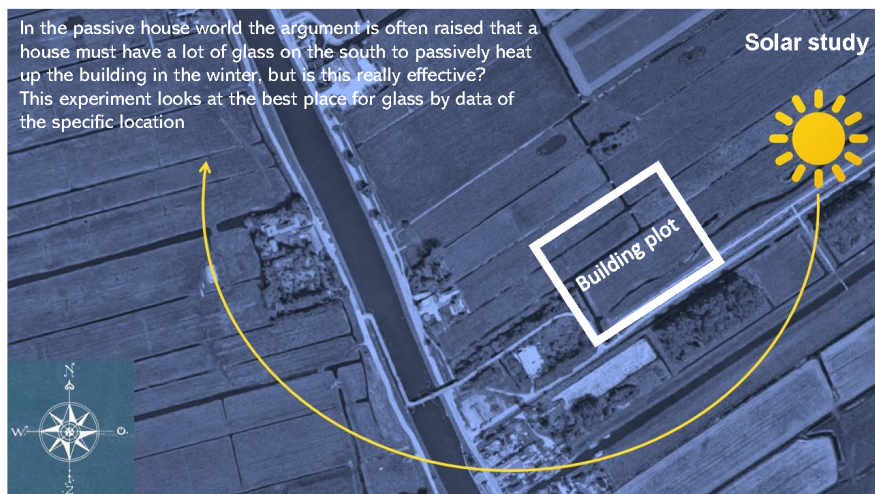 In the passive house world the argument is often raised that a
house must have a lot of glass on the south to passively heat
up the building in the winter, but is this really effective?
This experiment looks at the best place for glass by data of
the specific location
Solar study
Building plot
N
W.
O.
Z